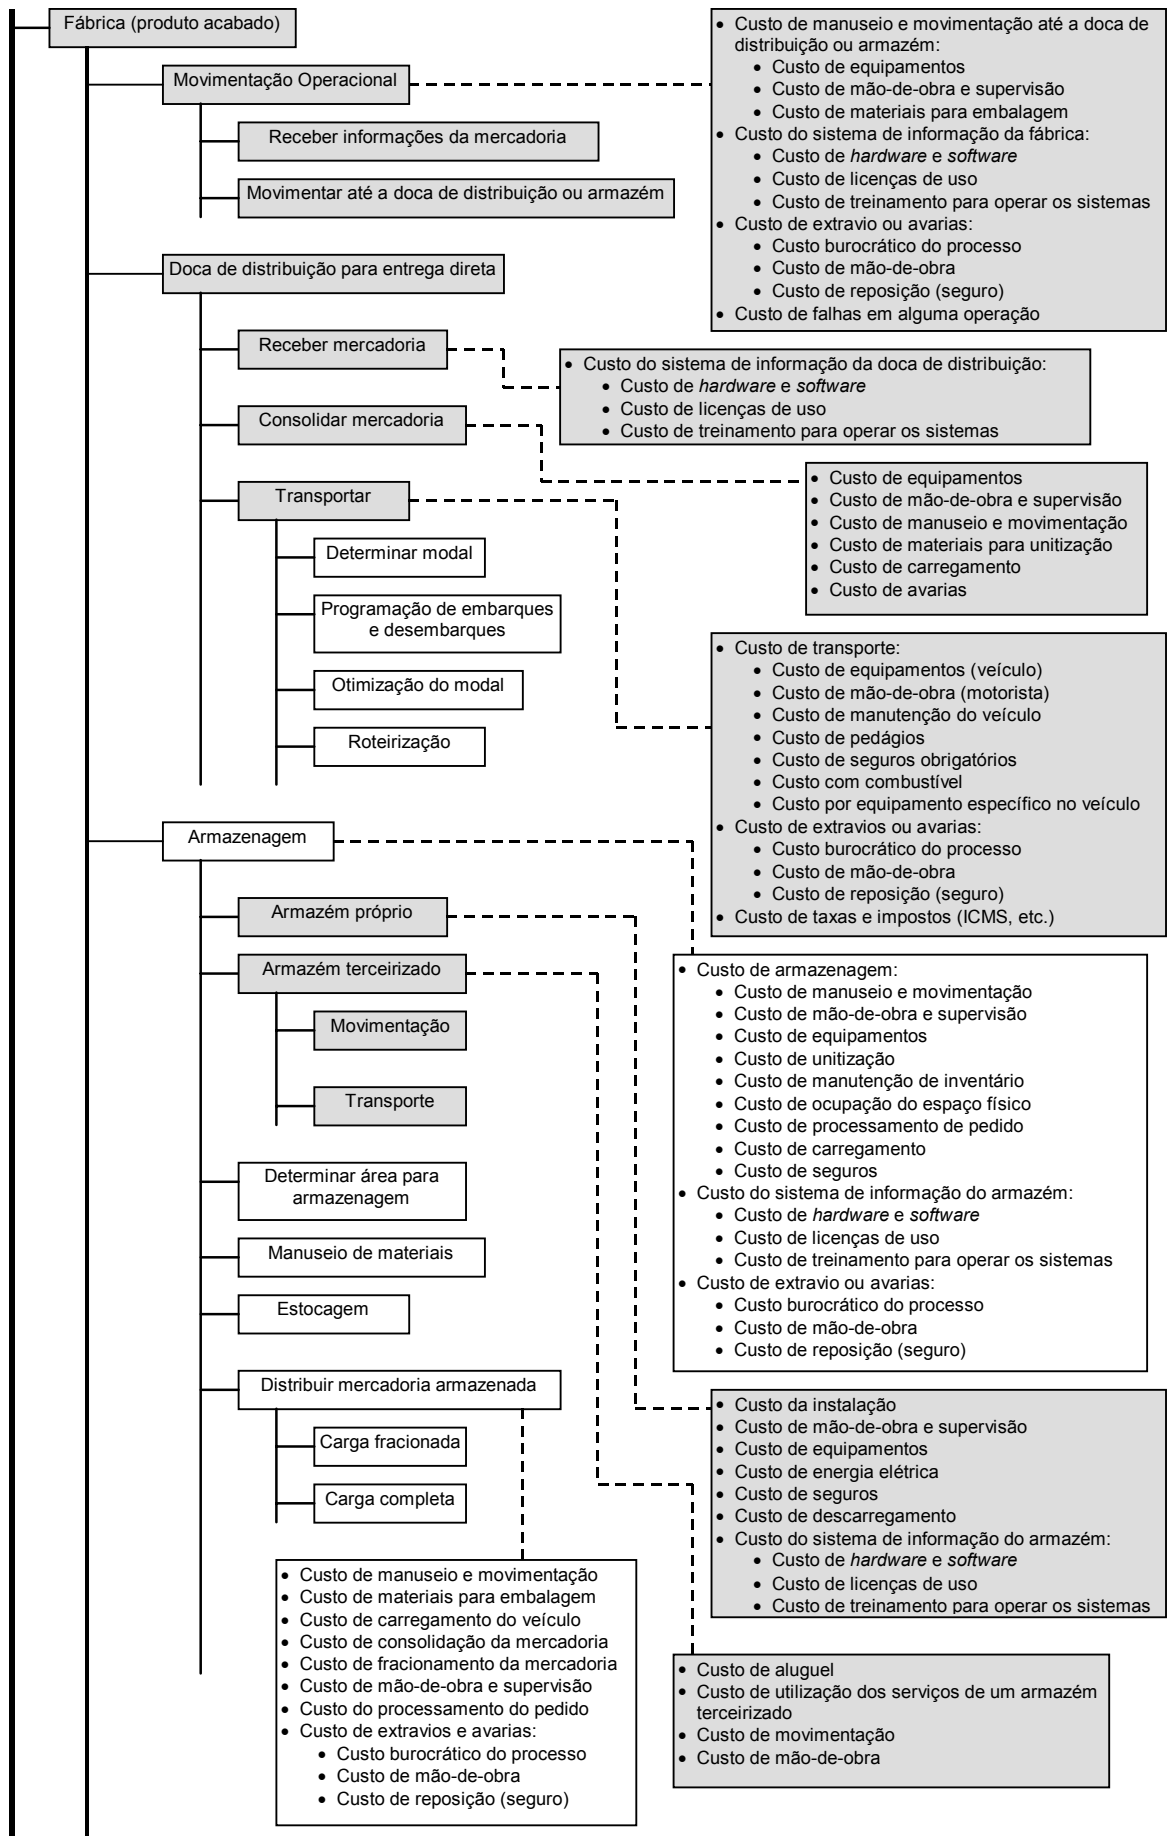 Fábrica (produto acabado)
Movimentação Operacional
Receber informações da mercadoria
Movimentar até a doca de distribuição ou armazém
• Custo de manuseio e movimentação até a doca de
distribuição ou armazém:
• Custo de equipamentos
• Custo de mão-de-obra e supervisão
• Custo de materiais para embalagem
• Custo do sistema de informação da fábrica:
• Custo de hardware e software
• Custo de licenças de uso
• Custo de treinamento para operar os sistemas
• Custo de extravio ou avarias:
• Custo burocrático do processo
• Custo de mão-de-obra
• Custo de reposição (seguro)
• Custo de falhas em alguma operação
Doca de distribuição para entrega direta
Receber mercadoria
• Custo do sistema de informação da doca de distribuição:
• Custo de hardware e software
• Custo de licenças de uso
• Custo de treinamento para operar os sistemas
Consolidar mercadoria
• Custo de equipamentos
• Custo de mão-de-obra e supervisão
• Custo de manuseio e movimentação
• Custo de materiais para unitização
• Custo de carregamento
• Custo de avarias
Transportar
Determinar modal
Programação de embarques
e desembarques
Otimização do modal
Roteirização
• Custo de transporte:
• Custo de equipamentos (veículo)
• Custo de mão-de-obra (motorista)
• Custo de manutenção do veículo
• Custo de pedágios
• Custo de seguros obrigatórios
• Custo com combustível
• Custo por equipamento específico no veículo
• Custo de extravios ou avarias:
• Custo burocrático do processo
• Custo de mão-de-obra
• Custo de reposição (seguro)
• Custo de taxas e impostos (ICMS, etc.)
Armazenagem
Armazém próprio
Armazém terceirizado
Movimentação
Transporte
Determinar área para
armazenagem
Manuseio de materiais
Estocagem
Distribuir mercadoria armazenada
Carga fracionada
Carga completa
• Custo de armazenagem:
• Custo de manuseio e movimentação
• Custo de mão-de-obra e supervisão
• Custo de equipamentos
• Custo de unitização
• Custo de manutenção de inventário
• Custo de ocupação do espaço físico
• Custo de processamento de pedido
• Custo de carregamento
• Custo de seguros
• Custo do sistema de informação do armazém:
• Custo de hardware e software
• Custo de licenças de uso
• Custo de treinamento para operar os sistemas
• Custo de extravio ou avarias:
• Custo burocrático do processo
• Custo de mão-de-obra
• Custo de reposição (seguro)
• Custo da instalação
• Custo de mão-de-obra e supervisão
• Custo de equipamentos
• Custo de energia elétrica
• Custo de seguros
• Custo de descarregamento
• Custo do sistema de informação do armazém:
• Custo de hardware e software
• Custo de licenças de uso
• Custo de treinamento para operar os sistemas
• Custo de manuseio e movimentação
• Custo de materiais para embalagem
• Custo de carregamento do veículo
• Custo de consolidação da mercadoria
• Custo de fracionamento da mercadoria
• Custo de mão-de-obra e supervisão
• Custo do processamento do pedido
• Custo de extravios e avarias:
• Custo burocrático do processo
• Custo de mão-de-obra
• Custo de reposição (seguro)
• Custo de aluguel
• Custo de utilização dos serviços de um armazém
terceirizado
• Custo de movimentação
• Custo de mão-de-obra